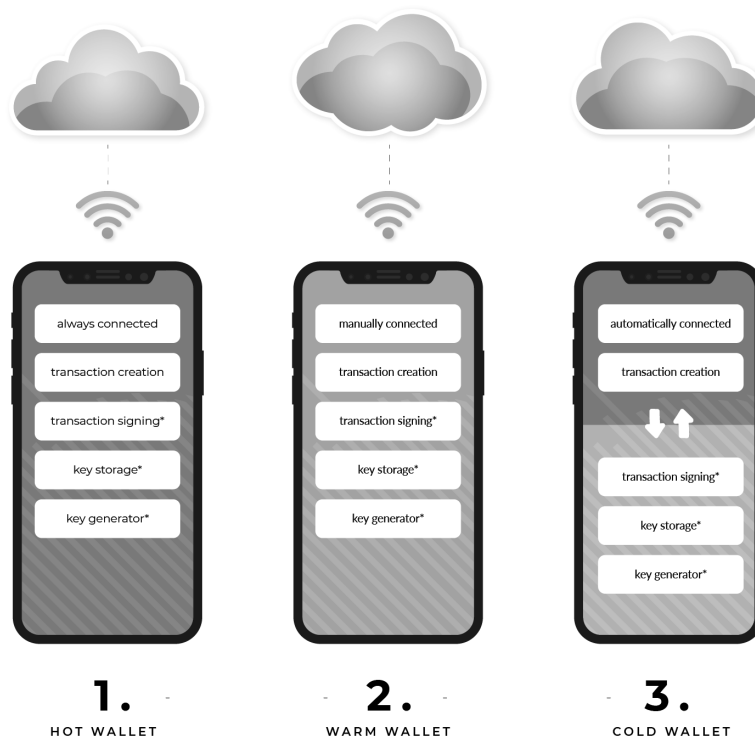 always connected
transaction creation
transaction signing*
key storage*
key generator*
1.
HOT WALLET
manually connected
transaction creation
transaction signing*
key storage*
key generator*
2.
WARM WALLET
automatically connected
transaction creation
transaction signing*
key storage*
key generator*
3.
COLD WALLET